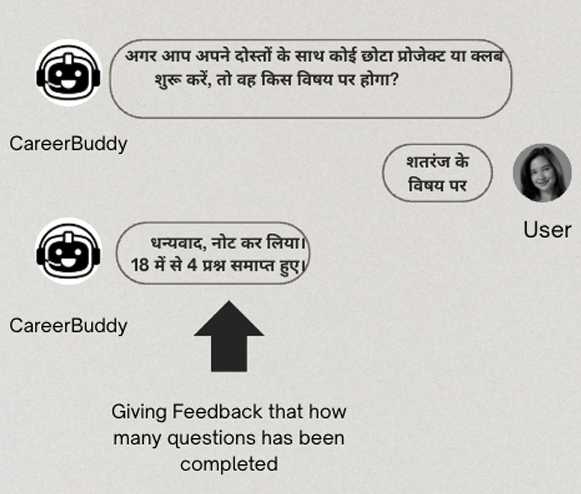 अगर आप अपने दोस्तों के साथ कोई छोटा प्रोजेक्ट या क्लब
शुरू करें, तो वह किस विषय पर होगा?
CareerBuddy
शतरंज के
विषय पर
User
धन्यवाद, नोट कर लिया।
18 में से 4 प्रश्न समाप्त हुए।
CareerBuddy
Giving Feedback that how
many questions has been
completed